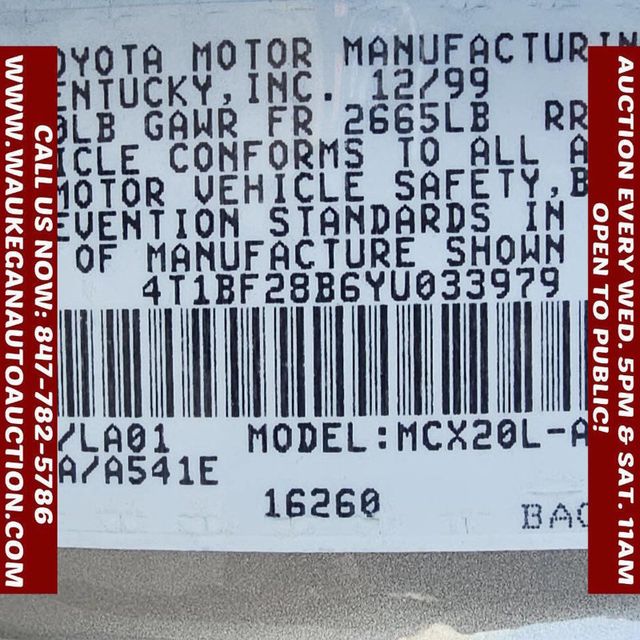 OYOTA MOTOR MANUFACTURIN
ENTUCKY, INC. 12/99
0LB GAWR FR 2665LB RR
ICLE CONFORMS TO ALL A
MOTOR VEHICLE SAFETY, B
EVENTION STANDARDS IN
OF MANUFACTURE SHOWN
4T1BF28B6YU033979
/LA01 MODEL:MCX20L-A
A/A541E
16260
BAC
CALL US NOW: 847-782-5786
WWW.WAUKEGANAUTOAUCTION.COM
AUCTION EVERY WED. 5PM & SAT. 11AM
OPEN TO PUBLIC!